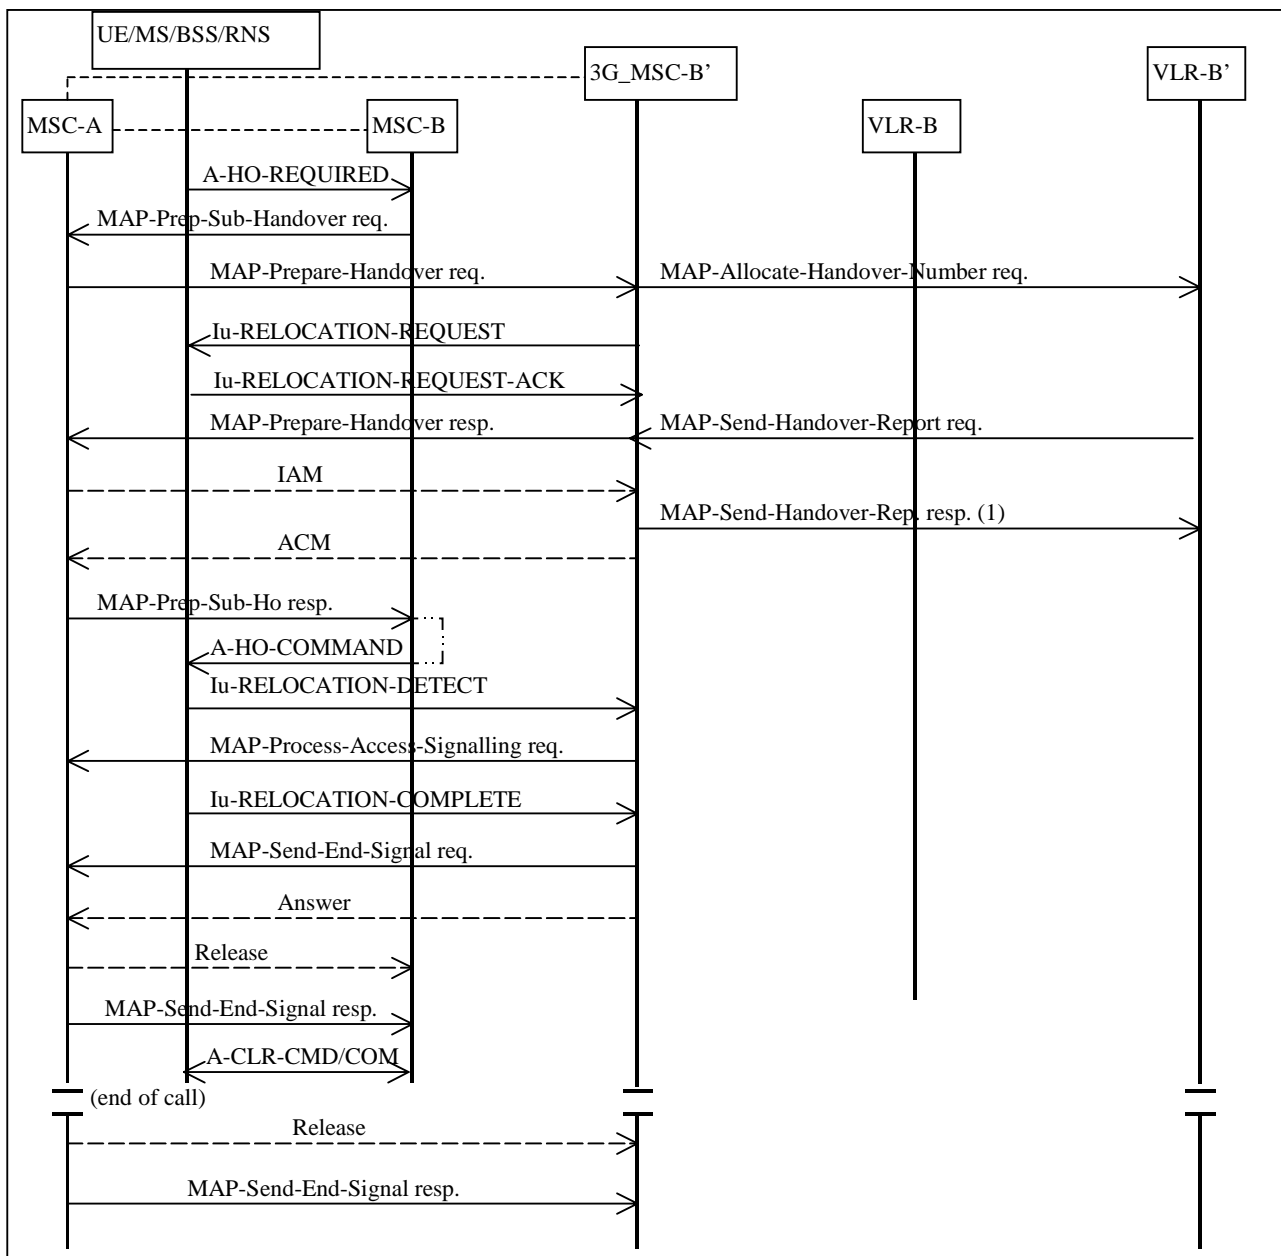 UE/MS/BSS/RNS
3G_MSC-B’
VLR-B’
MSC-A
MSC-B
VLR-B
A-HO-REQUIRED
MAP-Prep-Sub-Handover req.
MAP-Prepare-Handover req.
MAP-Allocate-Handover-Number req.
Iu-RELOCATION-REQUEST
Iu-RELOCATION-REQUEST-ACK
MAP-Prepare-Handover resp.
MAP-Send-Handover-Report req.
IAM
MAP-Send-Handover-Rep. resp. (1)
ACM
MAP-Prep-Sub-Ho resp.
A-HO-COMMAND
Iu-RELOCATION-DETECT
MAP-Process-Access-Signalling req.
Iu-RELOCATION-COMPLETE
MAP-Send-End-Signal req.
Answer
Release
MAP-Send-End-Signal resp.
A-CLR-CMD/COM
(end of call)
Release
MAP-Send-End-Signal resp.